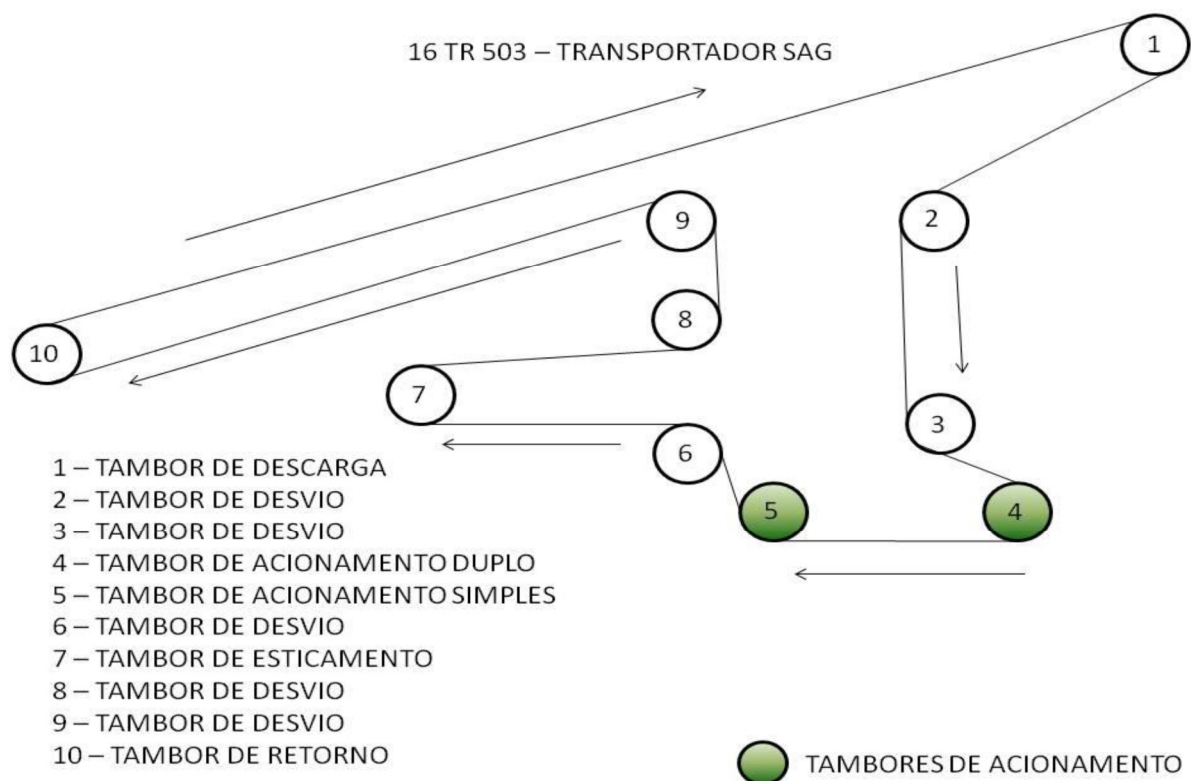 16 TR 503 – TRANSPORTADOR SAG
1
9
2
8
10
7
3
6
5
4
1 – TAMBOR DE DESCARGA
2 – TAMBOR DE DESVIO
3 – TAMBOR DE DESVIO
4 – TAMBOR DE ACIONAMENTO DUPLO
5 – TAMBOR DE ACIONAMENTO SIMPLES
6 – TAMBOR DE DESVIO
7 – TAMBOR DE ESTICAMENTO
8 – TAMBOR DE DESVIO
9 – TAMBOR DE DESVIO
10 – TAMBOR DE RETORNO
TAMBORES DE ACIONAMENTO